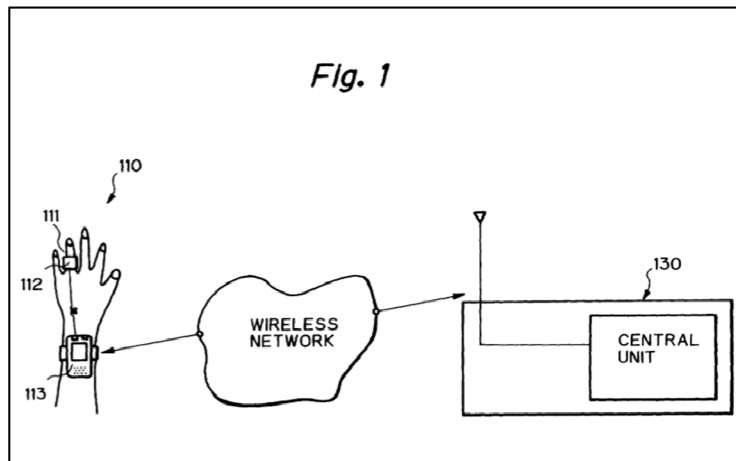 Fig. 1
110
111
112
113
WIRELESS
NETWORK
130
CENTRAL
UNIT